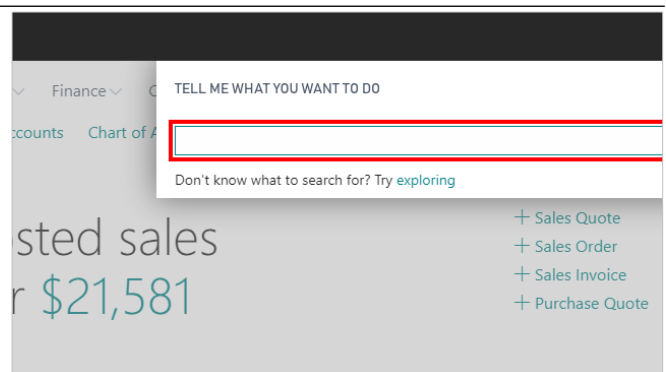 Finance
TELL ME WHAT YOU WANT TO DO
Chart of
Don't know what to search for? Try exploring
sted sales
r $21,581
+ Sales Quote
+ Sales Order
+ Sales Invoice
+ Purchase Quote